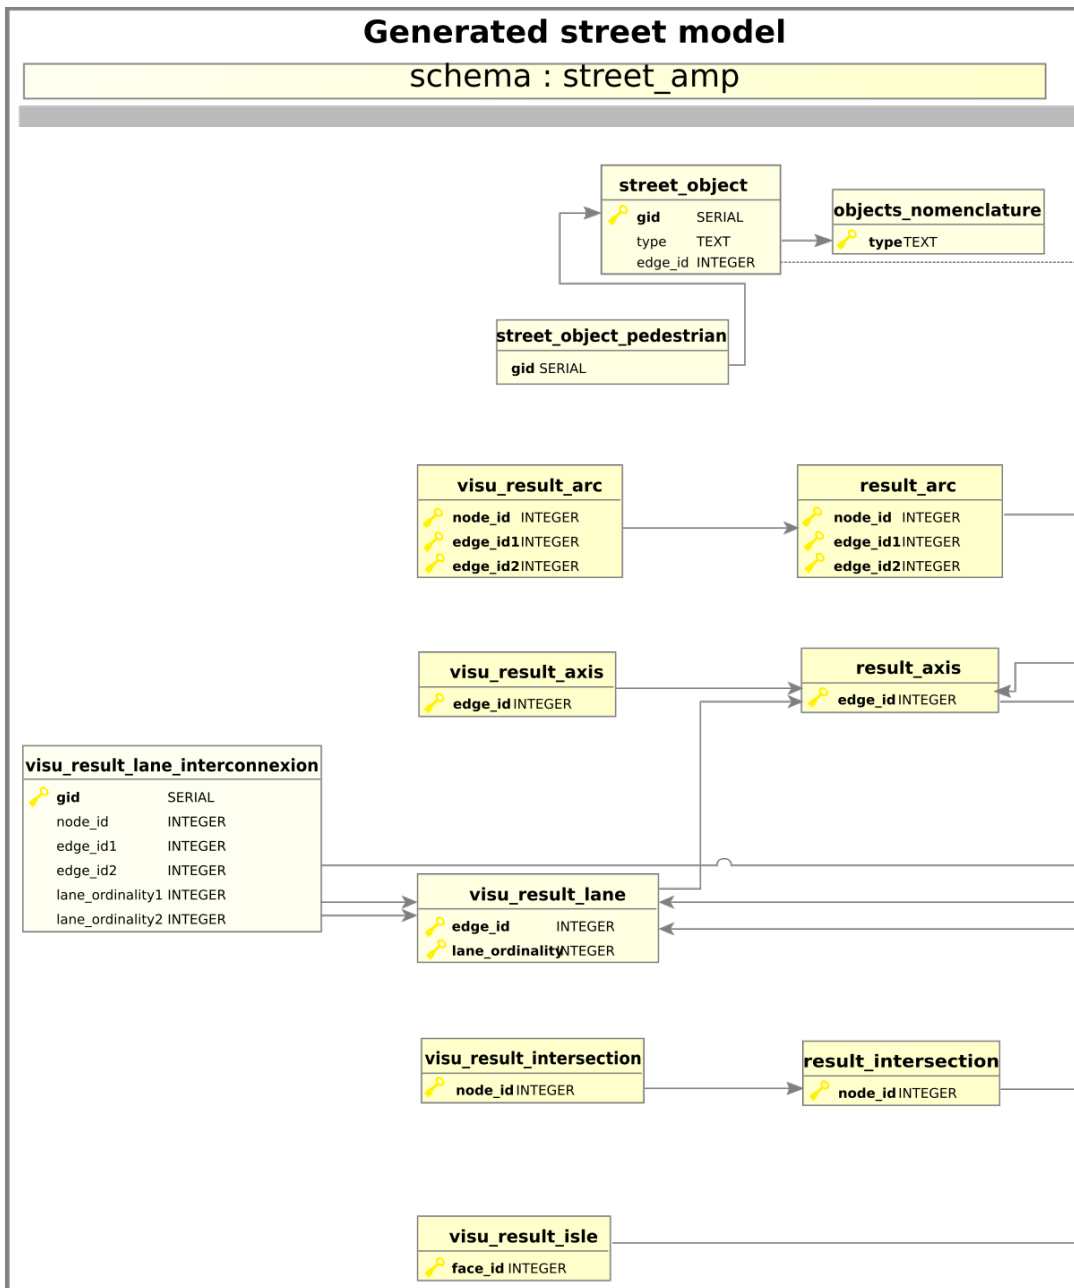 Generated street model
schema : street_amp
street_object
gid SERIAL
type TEXT
edge_id INTEGER
objects_nomenclature
type TEXT
street_object_pedestrian
gid SERIAL
visu_result_arc
node_id INTEGER
edge_id1 INTEGER
edge_id2 INTEGER
result_arc
node_id INTEGER
edge_id1 INTEGER
edge_id2 INTEGER
visu_result_axis
edge_id INTEGER
result_axis
edge_id INTEGER
visu_result_lane_interconnexion
gid SERIAL
node_id INTEGER
edge_id1 INTEGER
edge_id2 INTEGER
lane_ordinality1 INTEGER
lane_ordinality2 INTEGER
visu_result_lane
edge_id INTEGER
lane_ordinality INTEGER
visu_result_intersection
node_id INTEGER
result_intersection
node_id INTEGER
visu_result_isle
face_id INTEGER